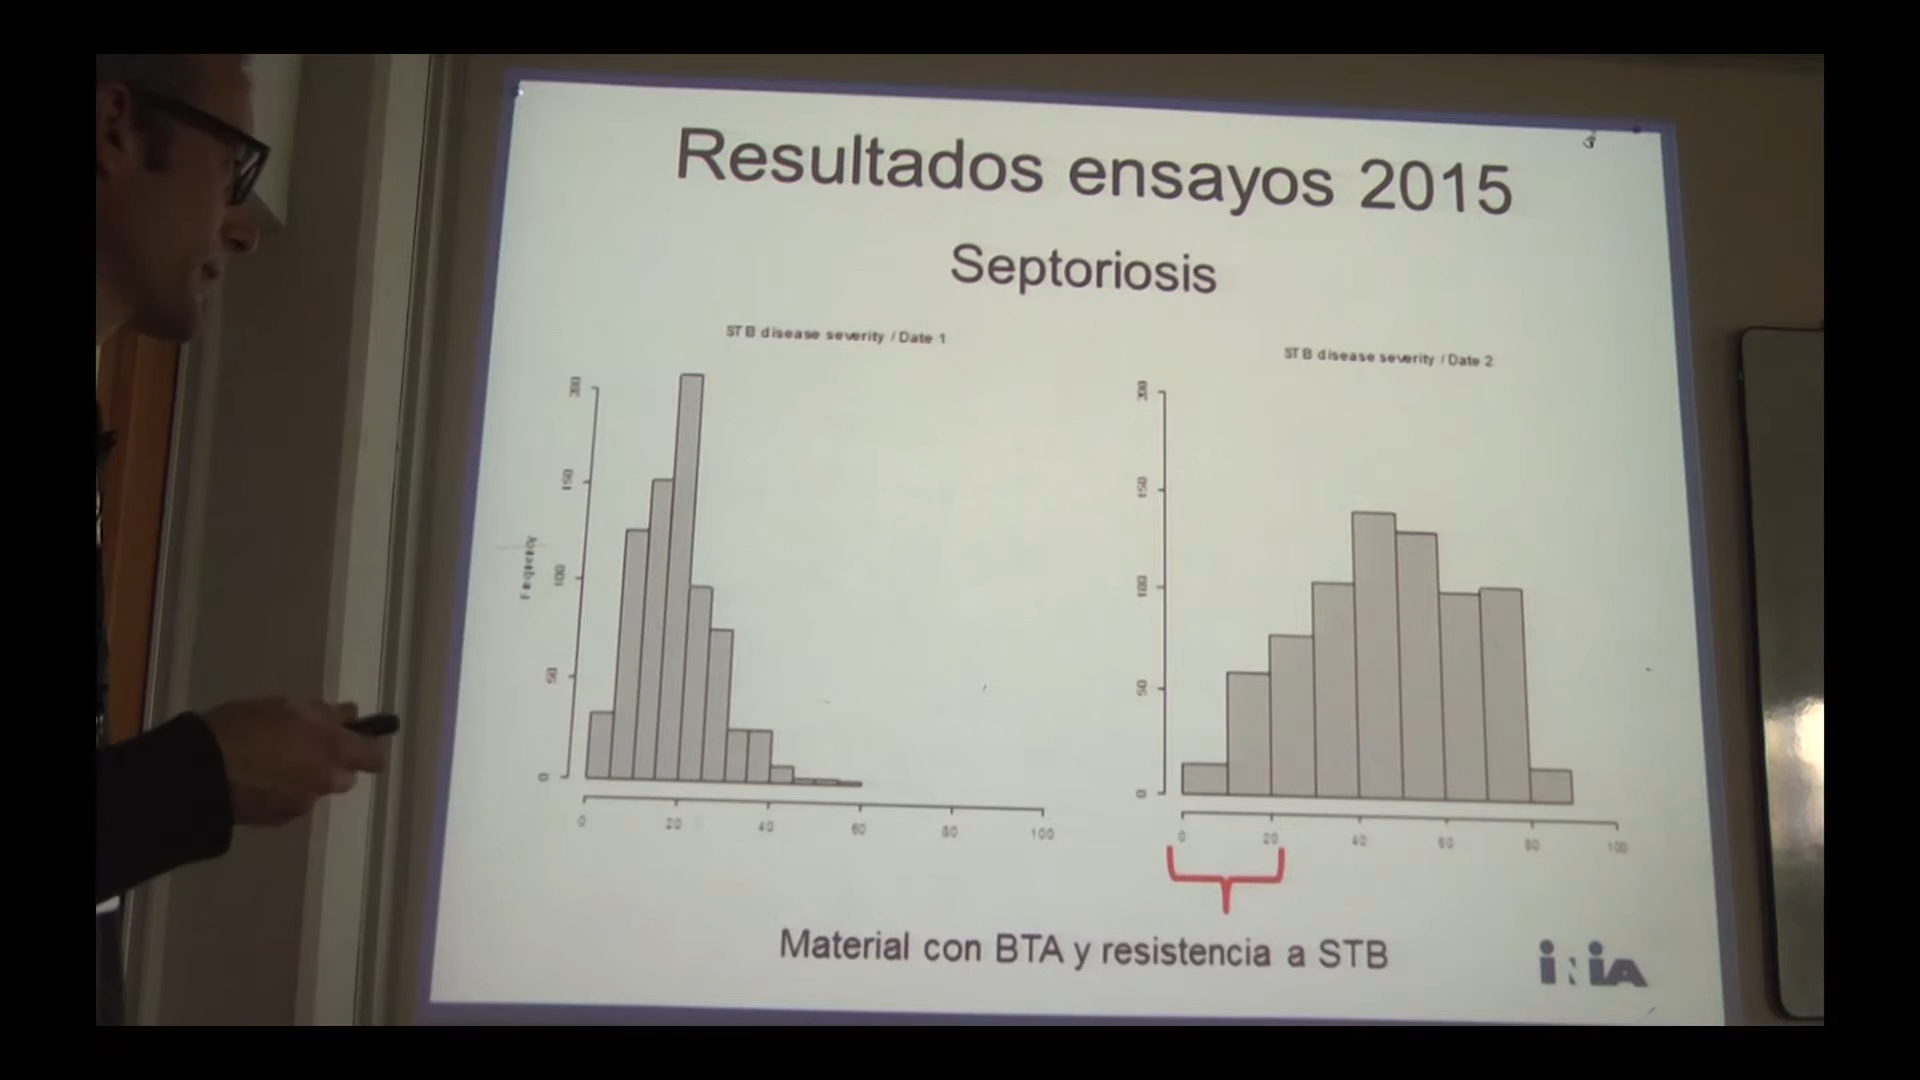 Resultados ensayos 2015
Septoriosis
STB disease severity / Date 1
STB disease severity / Date 2
Frequency
200
150
100
50
0
0 20 40 60 80 100
200
150
100
50
0
0 20 40 60 80 100
Material con BTA y resistencia a STB
iNiA